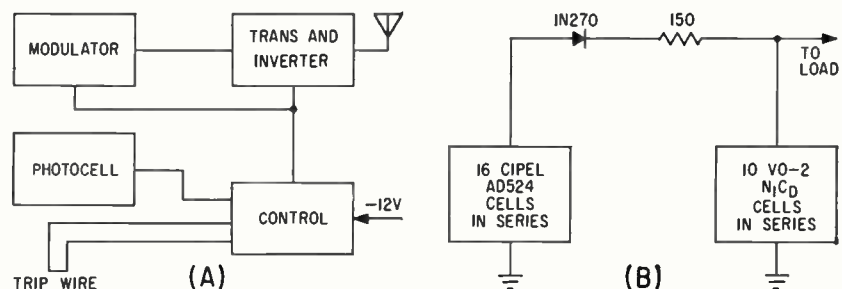 MODULATOR
TRANS AND
INVERTER
PHOTOCELL
CONTROL
-12V
TRIP WIRE
(A)
IN270
150
TO
LOAD
16 CIPEL
AD524
CELLS
IN SERIES
10 VO-2
NICD
CELLS
IN SERIES
(B)